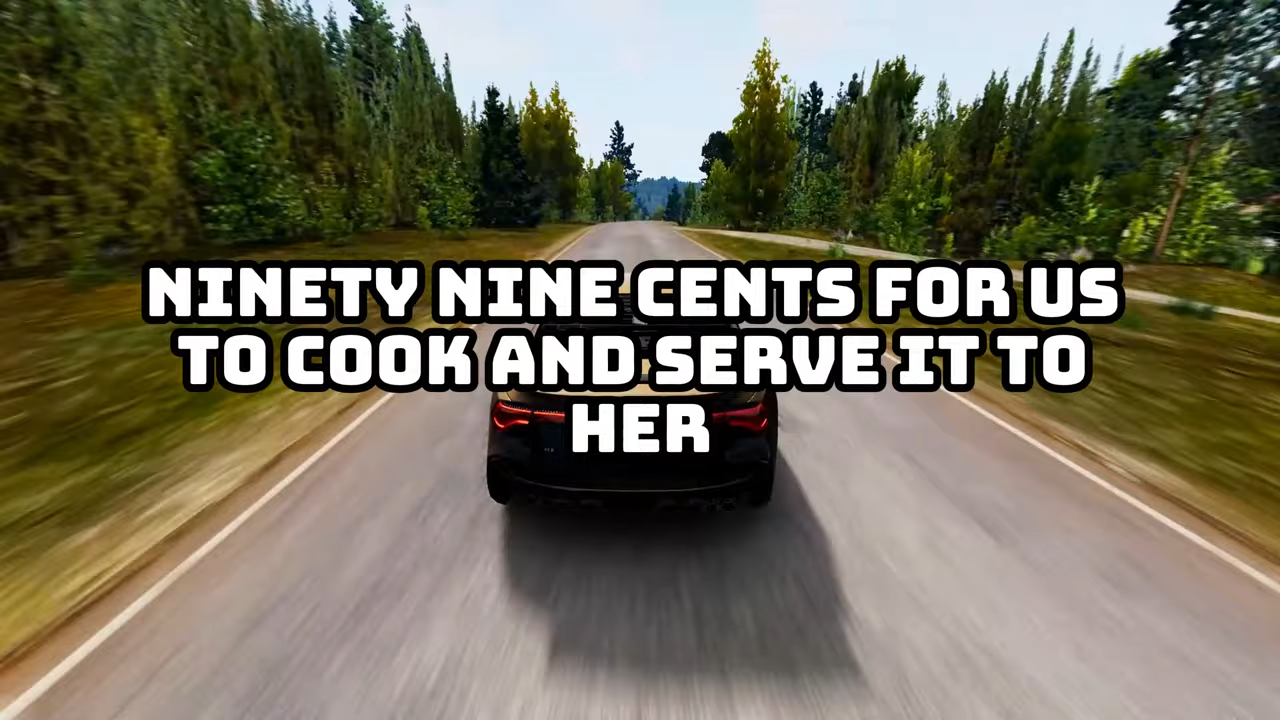 NINETY NINE CENTS FOR US
TO COOK AND SERVE IT TO
HER